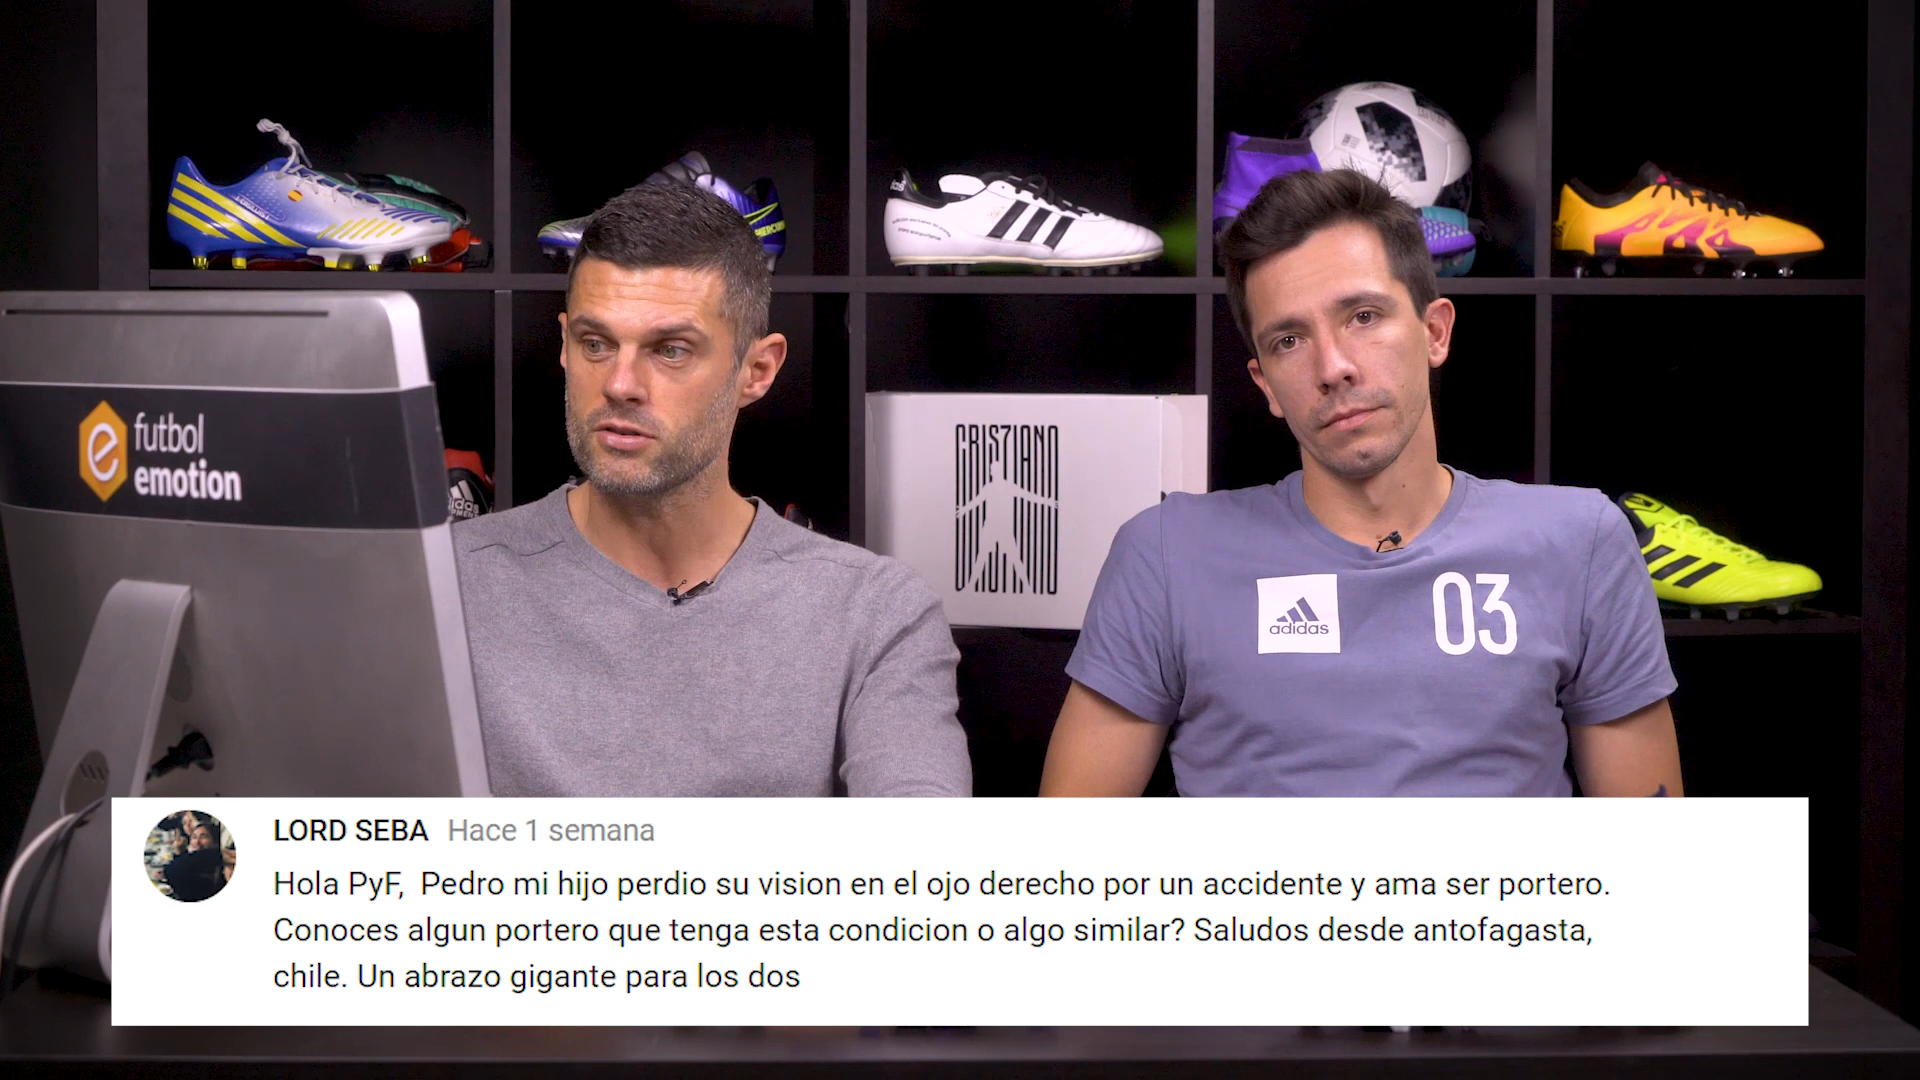 CRIS7IANO
futbol
emotion
adidas
03
LORD SEBA Hace 1 semana
Hola PyF, Pedro mi hijo perdio su vision en el ojo derecho por un accidente y ama ser portero.
Conoces algun portero que tenga esta condicion o algo similar? Saludos desde antofagasta,
chile. Un abrazo gigante para los dos